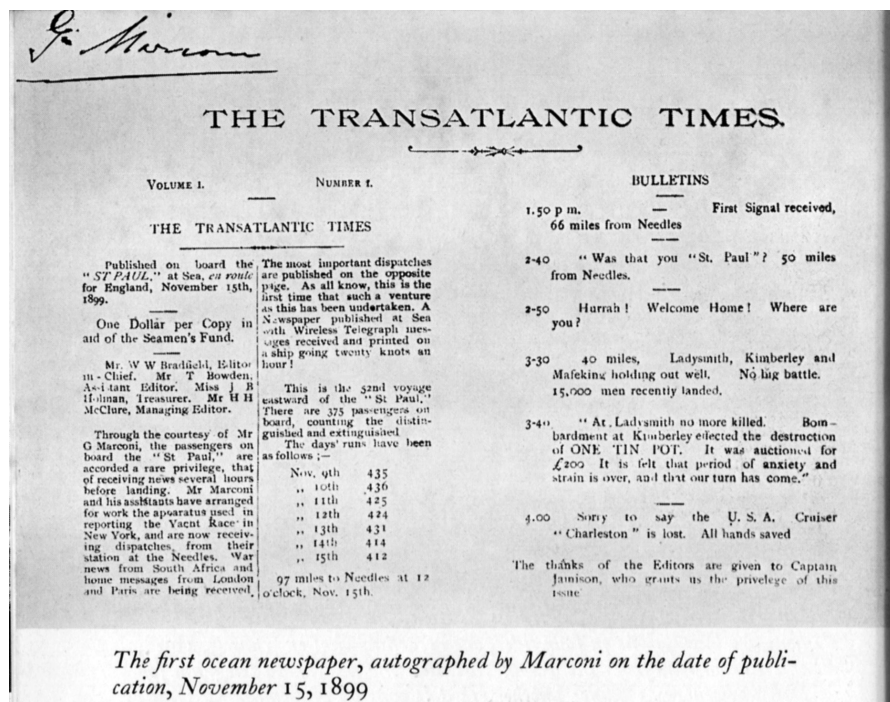 G. Marconi
THE TRANSATLANTIC TIMES.
VOLUME I. NUMBER 1.
THE TRANSATLANTIC TIMES
Published on board the
"ST PAUL," at Sea, en route
for England, November 15th,
1899.
One Dollar per Copy in
aid of the Seamen's Fund.
Mr. W W Bradfield, Editor
in-Chief. Mr T Bowden,
Assistant Editor. Miss J B
Holman, Treasurer. Mr H H
McClure, Managing Editor.
Through the courtesy of Mr
G Marconi, the passengers on
board the "St Paul," are
accorded a rare privilege, that
of receiving news several hours
before landing. Mr Marconi
and his assistants have arranged
for work the apparatus used in
reporting the Yacht Race in
New York, and are now receiv-
ing dispatches, from their
station at the Needles. War
news from South Africa and
home messages from London
and Paris are being received.
The most important dispatches
are published on the opposite
page. As all know, this is the
first time that such a venture
as this has been undertaken. A
Newspaper published at Sea
with Wireless Telegraph mes-
sages received and printed on
a ship going twenty knots an
hour!
This is the 52nd voyage
eastward of the "St Paul."
There are 375 passengers on
board, counting the distin-
guished and extinguished
The days' runs have been
as follows ;—
Nov. 9th 435
,, 10th 436
,, 11th 425
,, 12th 424
,, 13th 431
,, 14th 414
,, 15th 412
97 miles to Needles at 12
o'clock, Nov. 15th.
BULLETINS
1.50 p m. — First Signal received,
66 miles from Needles
2-40 "Was that you "St. Paul"? 50 miles
from Needles.
2-50 Hurrah! Welcome Home! Where are
you?
3-30 40 miles, Ladysmith, Kimberley and
Mafeking holding out well. No big battle.
15,000 men recently landed.
3-40. "At Ladysmith no more killed. Bom-
bardment at Kimberley effected the destruction
of ONE TIN POT. It was auctioned for
£200 It is felt that period of anxiety and
strain is over, and that our turn has come."
4.00 Sorry to say the U. S. A. Cruiser
"Charleston" is lost. All hands saved
The thanks of the Editors are given to Captain
Jamison, who grants us the privelege of this
issue
The first ocean newspaper, autographed by Marconi on the date of publi-
cation, November 15, 1899